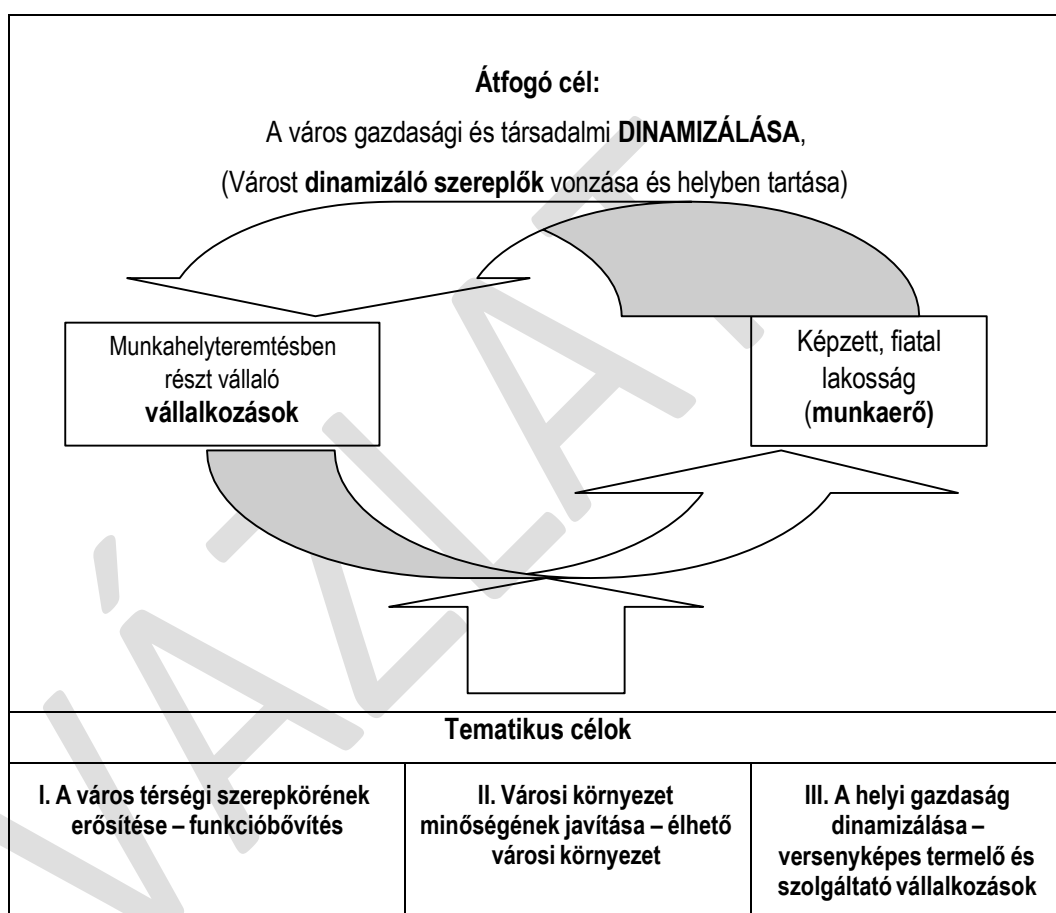 Átfogó cél:
A város gazdasági és társadalmi DINAMIZÁLÁSA,
(Várost dinamizáló szereplők vonzása és helyben tartása)
Munkahelyteremtésben
részt vállaló
vállalkozások
Képzett, fiatal
lakosság
(munkaerő)
VÁZLAT
Tematikus célok
I. A város térségi szerepkörének
erősítése – funkcióbővítés
II. Városi környezet
minőségének javítása – élhető
városi környezet
III. A helyi gazdaság
dinamizálása –
versenyképes termelő és
szolgáltató vállalkozások